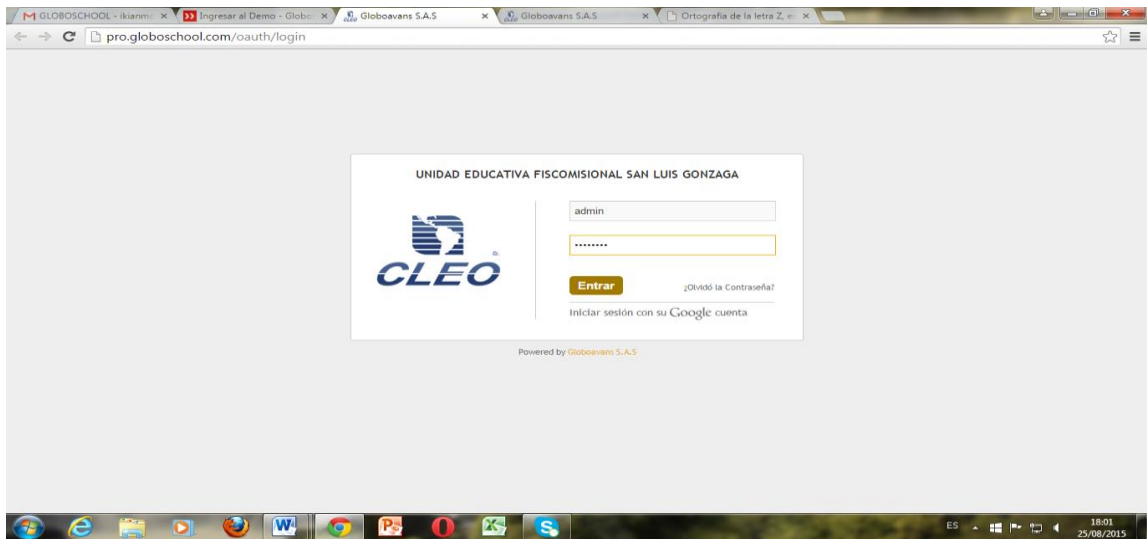 GLOBOSCHOOL - ikianmc
Ingresar al Demo - Globo
Globoavans S.A.S
Globoavans S.A.S
Ortografia de la letra Z, e
pro.globoschool.com/oauth/login
UNIDAD EDUCATIVA FISCOMISIONAL SAN LUIS GONZAGA
admin
CLEO
Entrar
¿Olvidó la Contraseña?
Iniciar sesión con su Google cuenta
Powered by Globoavans S.A.S
ES
18:01
25/08/2015